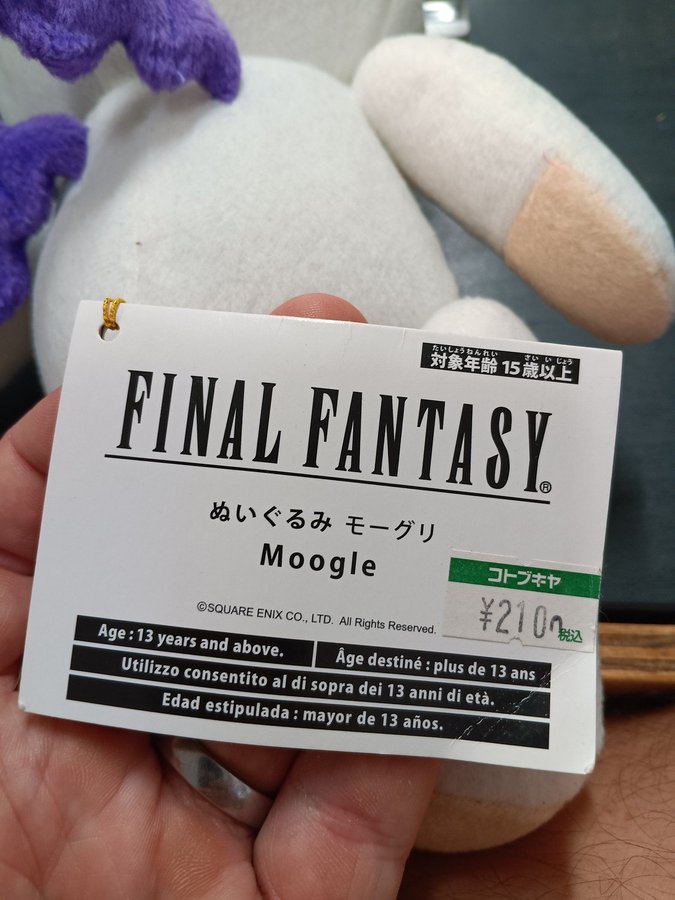 たいしょうねんれい さいいじょう
対象年齢 15歳以上
FINAL FANTASY®
ぬいぐるみ モーグリ
Moogle
コトブキヤ
¥2100 税込
©SQUARE ENIX CO., LTD. All Rights Reserved.
Age : 13 years and above.
Âge destiné : plus de 13 ans
Utilizzo consentito al di sopra dei 13 anni di età.
Edad estipulada : mayor de 13 años.